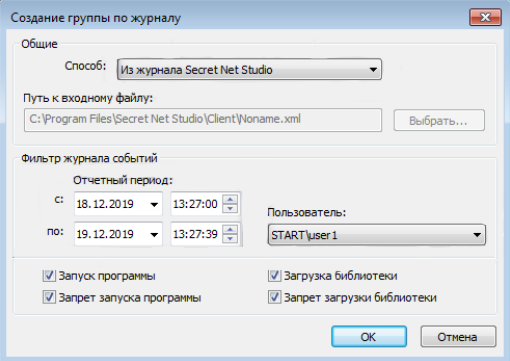 Создание группы по журналу
Общие
Способ: Из журнала Secret Net Studio
Путь к входному файлу:
C:\Program Files\Secret Net Studio\Client\Noname.xml Выбрать...
Фильтр журнала событий
Отчетный период:
с: 18.12.2019 13:27:00
Пользователь:
по: 19.12.2019 13:27:39 START\user1
Запуск программы Загрузка библиотеки
Запрет запуска программы Запрет загрузки библиотеки
OK Отмена